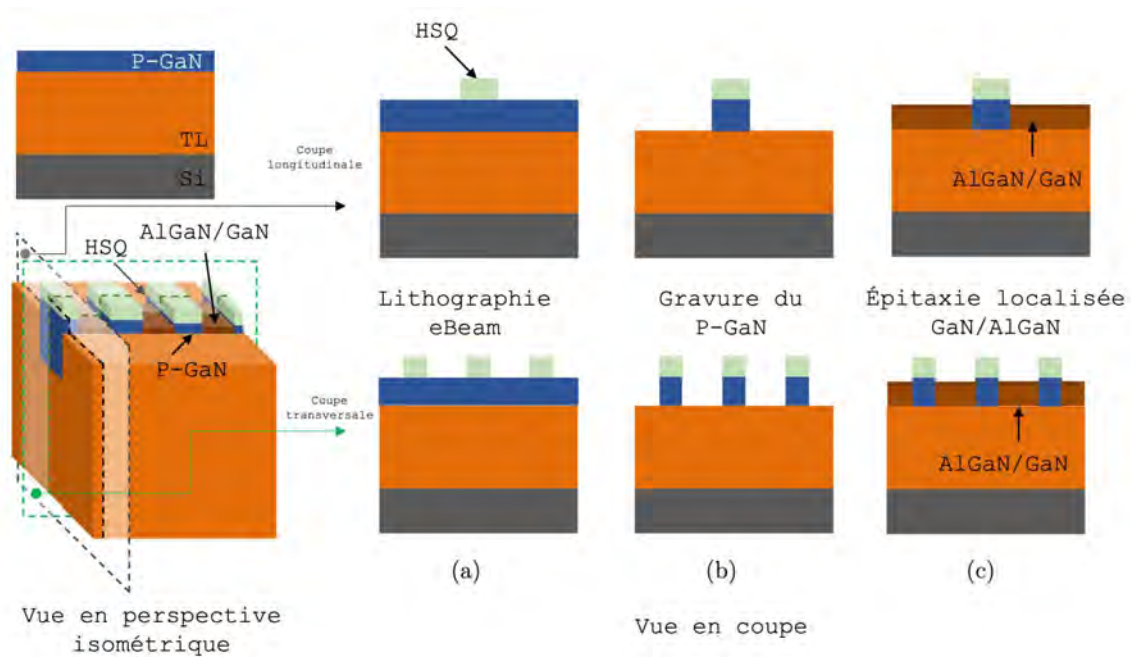 HSQ
P-GaN
TL
Si
Coupe
longitudinale
AlGaN/GaN
AlGaN/GaN
HSQ
Lithographie
eBeam
Gravure du
P-GaN
Épitaxie localisée
GaN/AlGaN
P-GaN
Coupe
transversale
AlGaN/GaN
(a)
(b)
(c)
Vue en perspective
isométrique
Vue en coupe